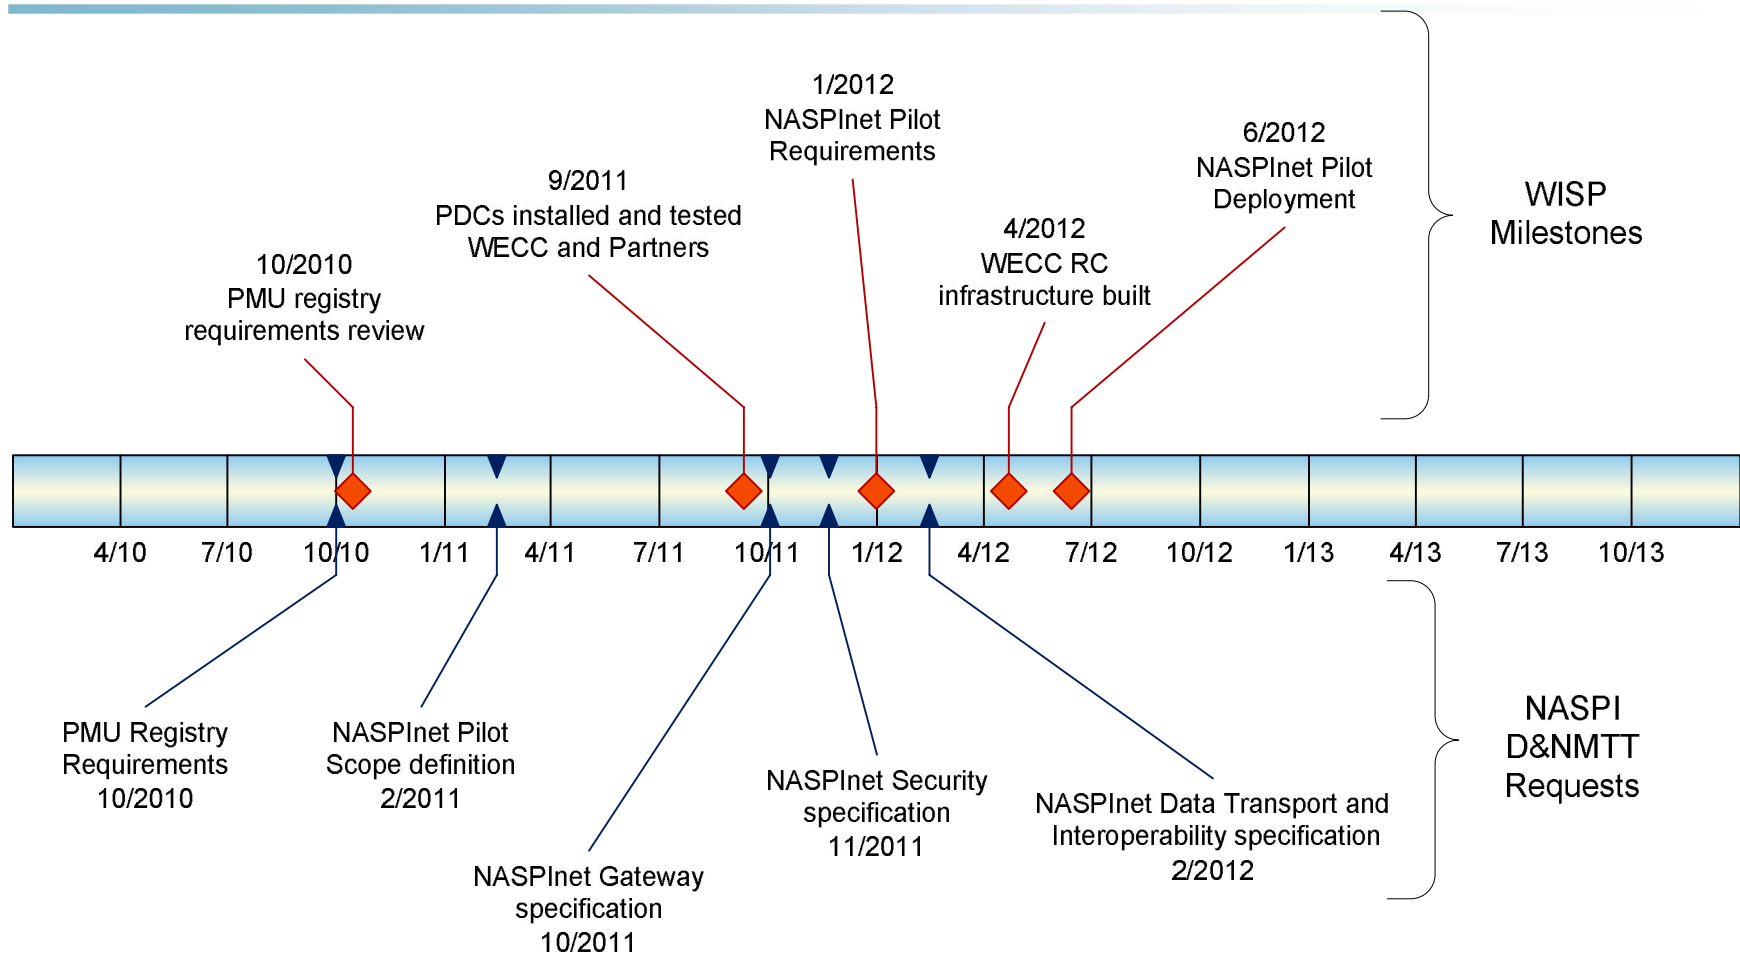 1/2012
NASPInet Pilot
Requirements
6/2012
NASPInet Pilot
Deployment
9/2011
PDCs installed and tested
WECC and Partners
WISP
Milestones
4/2012
WECC RC
infrastructure built
10/2010
PMU registry
requirements review
4/10 7/10 10/10 1/11 4/11 7/11 10/11 1/12 4/12 7/12 10/12 1/13 4/13 7/13 10/13
PMU Registry
Requirements
10/2010
NASPInet Pilot
Scope definition
2/2011
NASPInet Gateway
specification
10/2011
NASPInet Security
specification
11/2011
NASPInet Data Transport and
Interoperability specification
2/2012
NASPI
D&NMTT
Requests